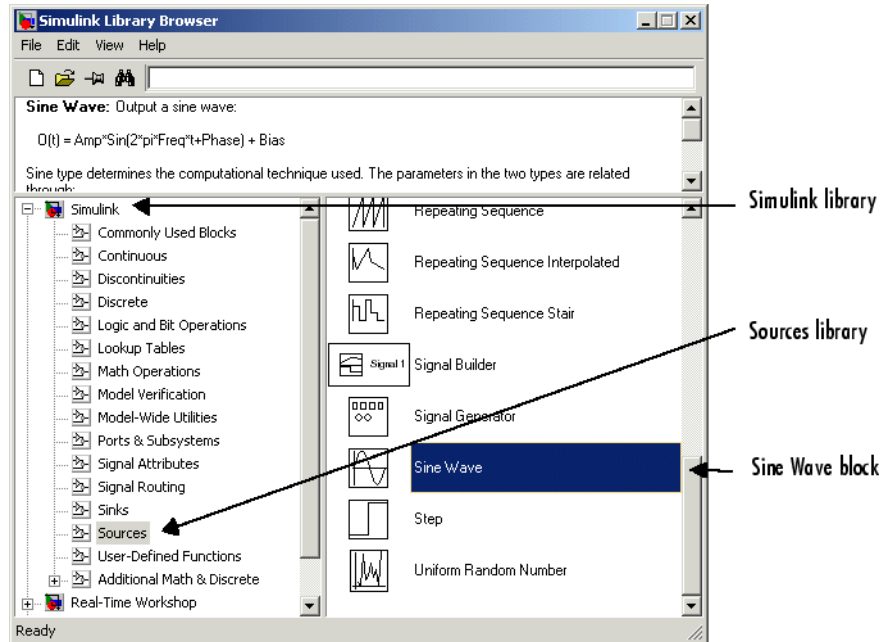 Simulink Library Browser
File Edit View Help
Sine Wave: Output a sine wave:
O(t) = Amp*Sin(2*pi*Freq*t+Phase) + Bias
Sine type determines the computational technique used. The parameters in the two types are related
through:
Simulink
Commonly Used Blocks
Continuous
Discontinuities
Discrete
Logic and Bit Operations
Lookup Tables
Math Operations
Model Verification
Model-Wide Utilities
Ports & Subsystems
Signal Attributes
Signal Routing
Sinks
Sources
User-Defined Functions
Additional Math & Discrete
Real-Time Workshop
Repeating Sequence
Repeating Sequence Interpolated
Repeating Sequence Stair
Signal 1 Signal Builder
Signal Generator
Sine Wave
Step
Uniform Random Number
Ready
Simulink library
Sources library
Sine Wave block